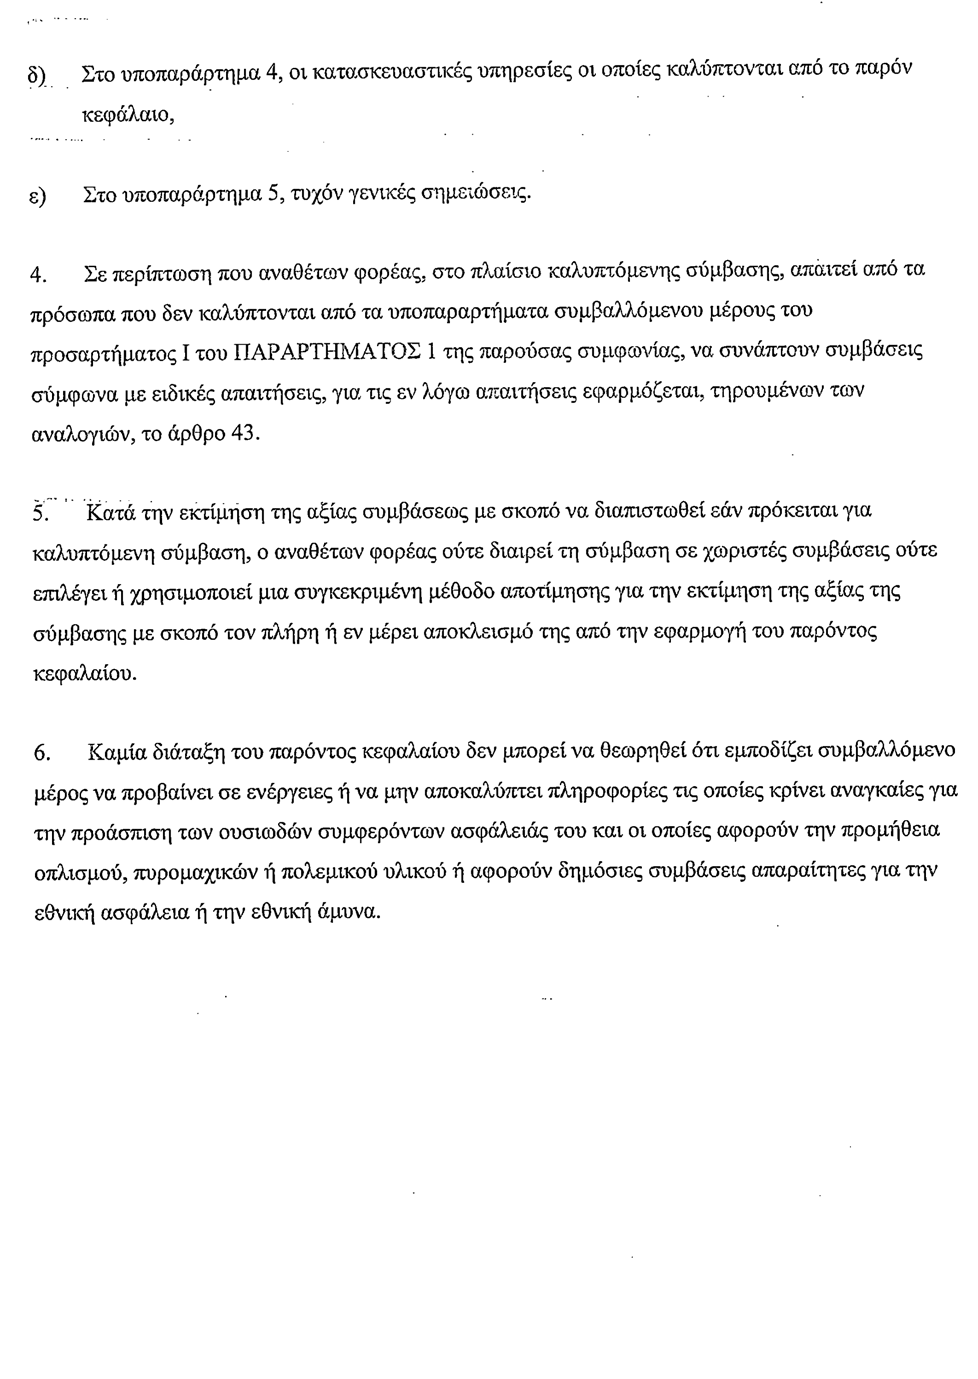 δ) Στο υποπαράρτημα 4, οι κατασκευαστικές υπηρεσίες οι οποίες καλύπτονται από το παρόν
κεφάλαιο,
ε) Στο υποπαράρτημα 5, τυχόν γενικές σημειώσεις.
4. Σε περίπτωση που αναθέτων φορέας, στο πλαίσιο καλυπτόμενης σύμβασης, απαιτεί από τα
πρόσωπα που δεν καλύπτονται από τα υποπαραρτήματα συμβαλλόμενου μέρους του
προσαρτήματος Ι του ΠΑΡΑΡΤΗΜΑΤΟΣ 1 της παρούσας συμφωνίας, να συνάπτουν συμβάσεις
σύμφωνα με ειδικές απαιτήσεις, για τις εν λόγω απαιτήσεις εφαρμόζεται, τηρουμένων των
αναλογιών, το άρθρο 43.
5. Κατά την εκτίμηση της αξίας συμβάσεως με σκοπό να διαπιστωθεί εάν πρόκειται για
καλυπτόμενη σύμβαση, ο αναθέτων φορέας ούτε διαιρεί τη σύμβαση σε χωριστές συμβάσεις ούτε
επιλέγει ή χρησιμοποιεί μια συγκεκριμένη μέθοδο αποτίμησης για την εκτίμηση της αξίας της
σύμβασης με σκοπό τον πλήρη ή εν μέρει αποκλεισμό της από την εφαρμογή του παρόντος
κεφαλαίου.
6. Καμία διάταξη του παρόντος κεφαλαίου δεν μπορεί να θεωρηθεί ότι εμποδίζει συμβαλλόμενο
μέρος να προβαίνει σε ενέργειες ή να μην αποκαλύπτει πληροφορίες τις οποίες κρίνει αναγκαίες για
την προάσπιση των ουσιωδών συμφερόντων ασφάλειάς του και οι οποίες αφορούν την προμήθεια
οπλισμού, πυρομαχικών ή πολεμικού υλικού ή αφορούν δημόσιες συμβάσεις απαραίτητες για την
εθνική ασφάλεια ή την εθνική άμυνα.